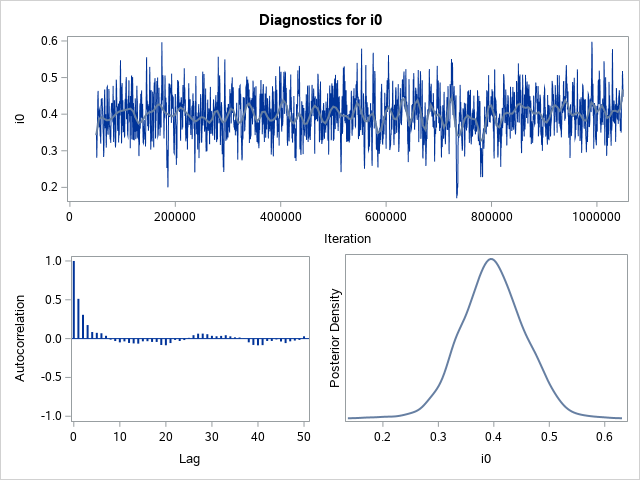 Diagnostics for i0
0.6
0.5
0.4
0.3
0.2
i0
0 200000 400000 600000 800000 1000000
Iteration
1.0
0.5
0.0
-0.5
-1.0
Autocorrelation
0 10 20 30 40 50
Lag
Posterior Density
0.2 0.3 0.4 0.5 0.6
i0